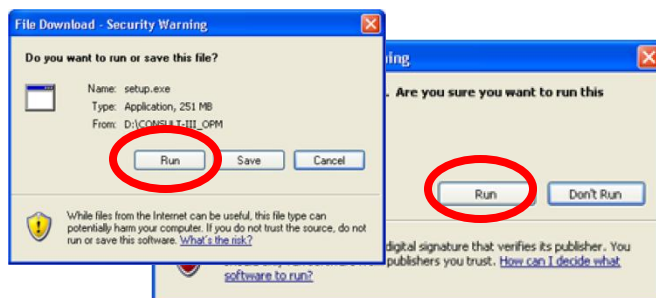 File Download - Security Warning
Do you want to run or save this file?
Name: setup.exe
Type: Application, 251 MB
From: D:\CONSULT-III_OPM
Run Save Cancel
While files from the Internet can be useful, this file type can
potentially harm your computer. If you do not trust the source, do not
run or save this software. What's the risk?
ing
. Are you sure you want to run this
Run Don't Run
digital signature that verifies its publisher. You
publishers you trust. How can I decide what
software to run?